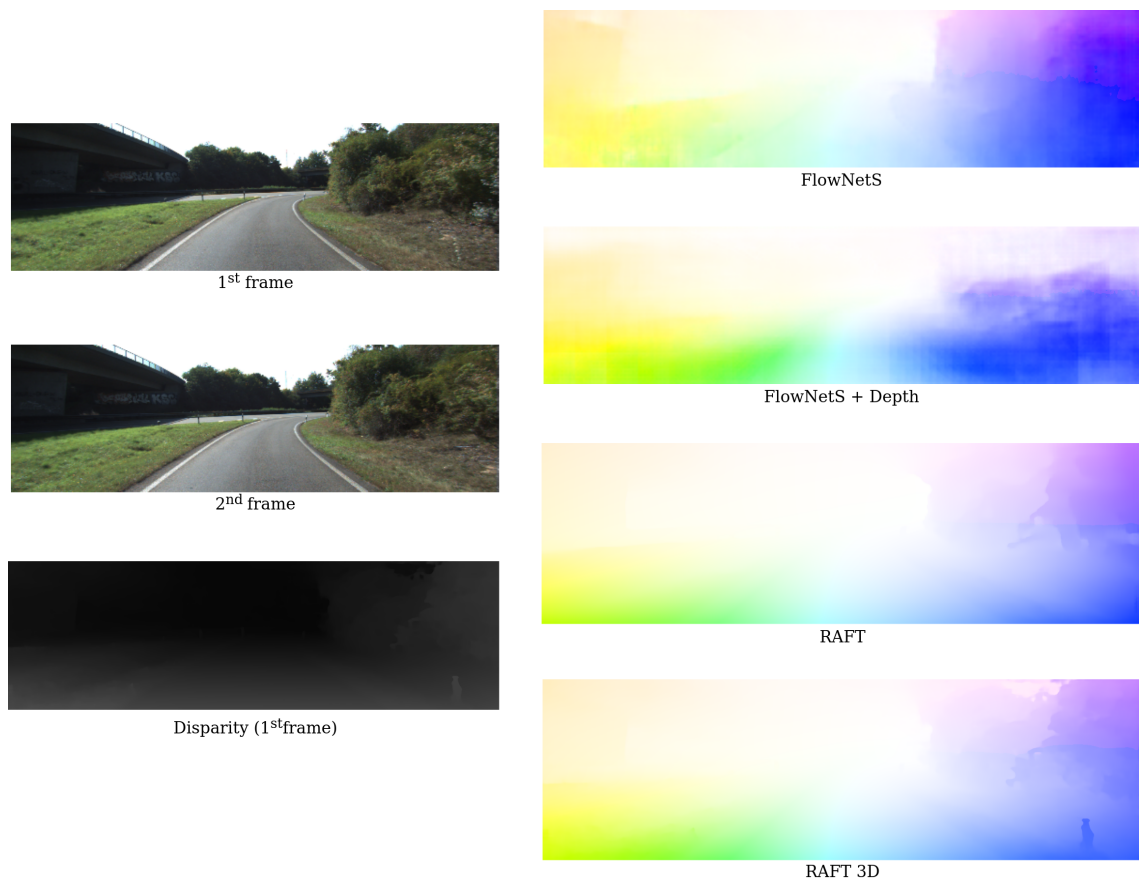 FlowNetS
1st frame
FlowNetS + Depth
2nd frame
RAFT
Disparity (1stframe)
RAFT 3D